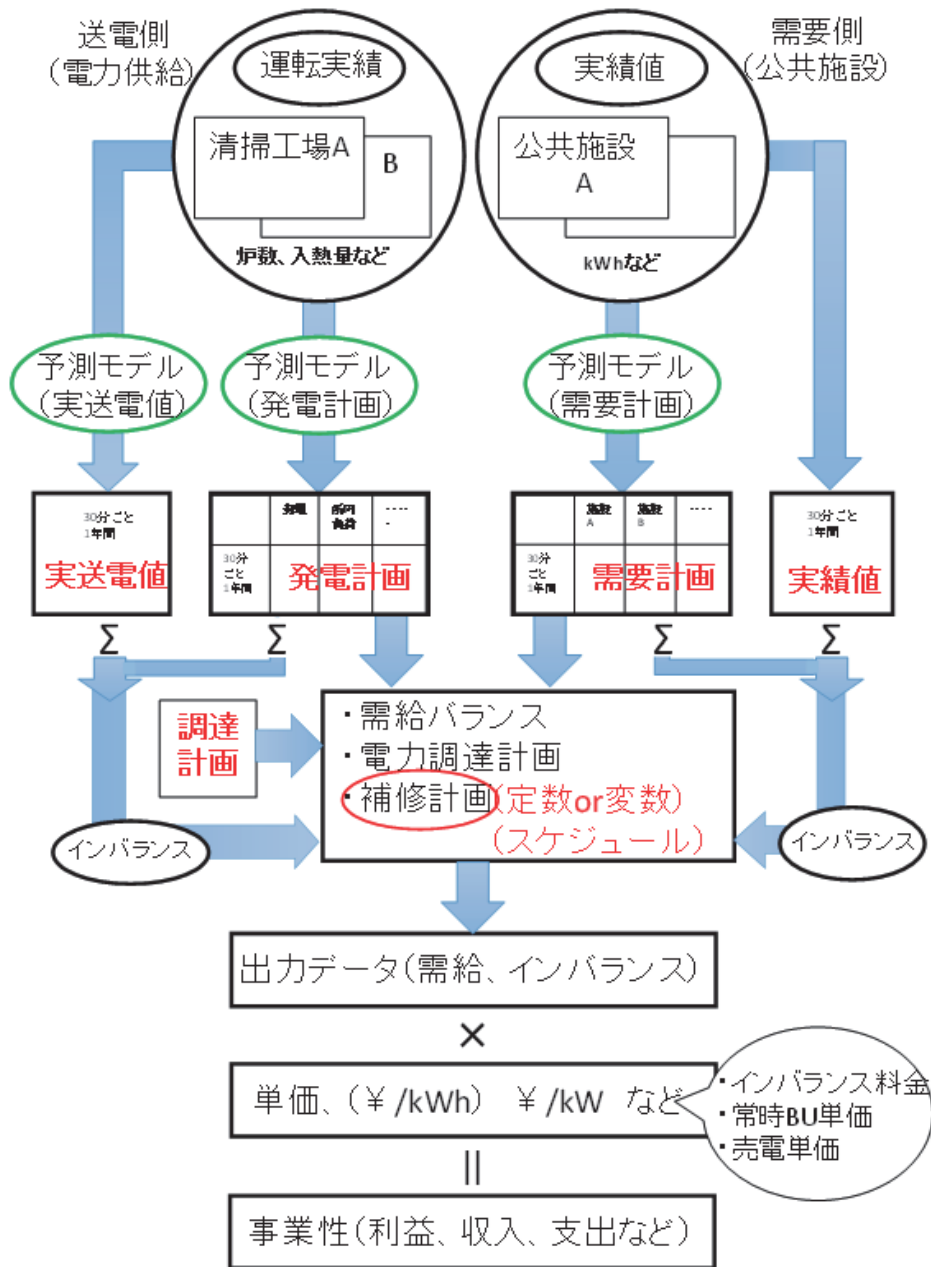 送電側
(電力供給)
運転実績
実績値
需要側
(公共施設)
清掃工場A
B
公共施設
A
炉数、入熱量など
kWhなど
予測モデル
(実送電値)
予測モデル
(発電計画)
予測モデル
(需要計画)
30分ごと
1年間
実送電値
発電
所内
負荷
----
-
30分
ごと
1年間
発電計画
施設
A
施設
B
----
30分
ごと
1年間
需要計画
30分ごと
1年間
実績値
Σ
Σ
Σ
Σ
調達
計画
・需給バランス
・電力調達計画
・補修計画(定数or変数)
(スケジュール)
インバランス
インバランス
出力データ(需給、インバランス)
×
単価、(¥/kWh) ¥/kW など
・インバランス料金
・常時BU単価
・売電単価
||
事業性(利益、収入、支出など)